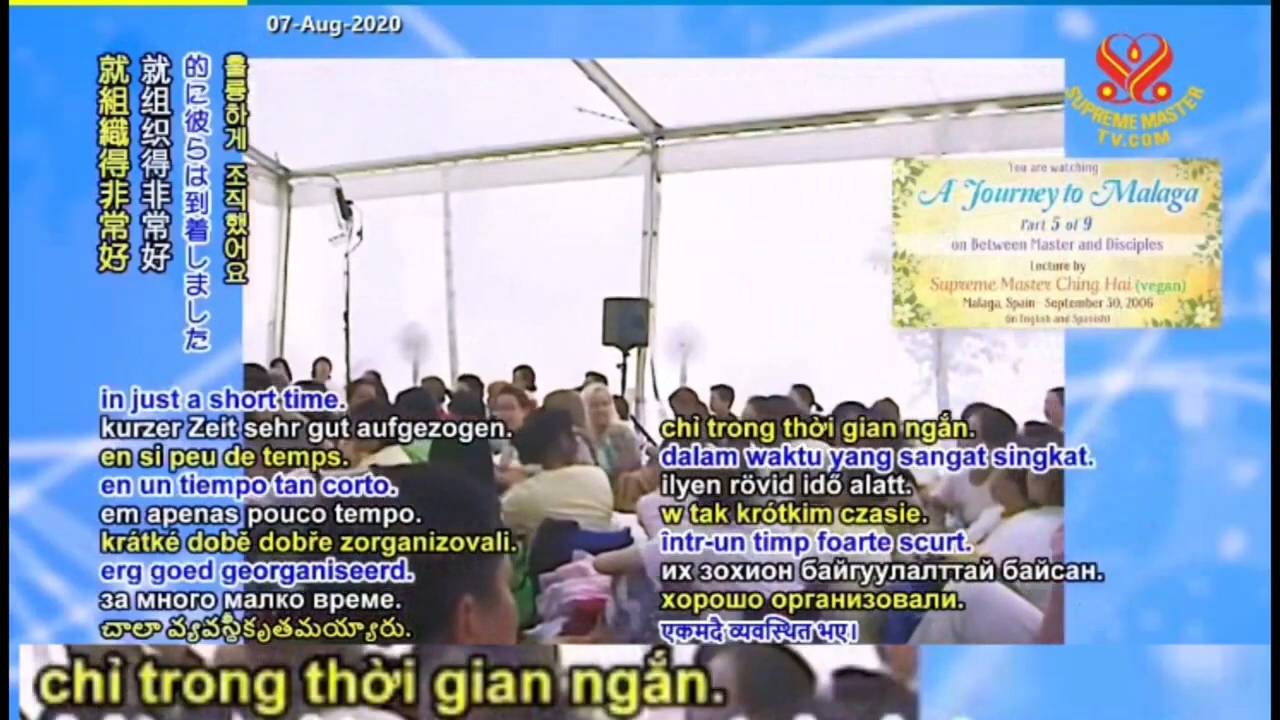 07-Aug-2020
就組織得非常好
就组织得非常好
的に彼らは到着しました
훌륭하게 조직했어요
SUPREME MASTER
TV.COM
You are watching
A Journey to Malaga
Part 5 of 9
on Between Master and Disciples
Lecture by
Supreme Master Ching Hai (vegan)
Malaga, Spain - September 30, 2006
(in English and Spanish)
in just a short time.
kurzer Zeit sehr gut aufgezogen.
en si peu de temps.
en un tiempo tan corto.
em apenas pouco tempo.
krátké době dobře zorganizovali.
erg goed georganiseerd.
за много малко време.
చాలా వ్యవస్థీకృతమయ్యారు.
chỉ trong thời gian ngắn.
dalam waktu yang sangat singkat.
ilyen rövid idő alatt.
w tak krótkim czasie.
într-un timp foarte scurt.
их зохион байгуулалттай байсан.
хорошо организовали.
एकमदै व्यवस्थित भए।
chỉ trong thời gian ngắn.